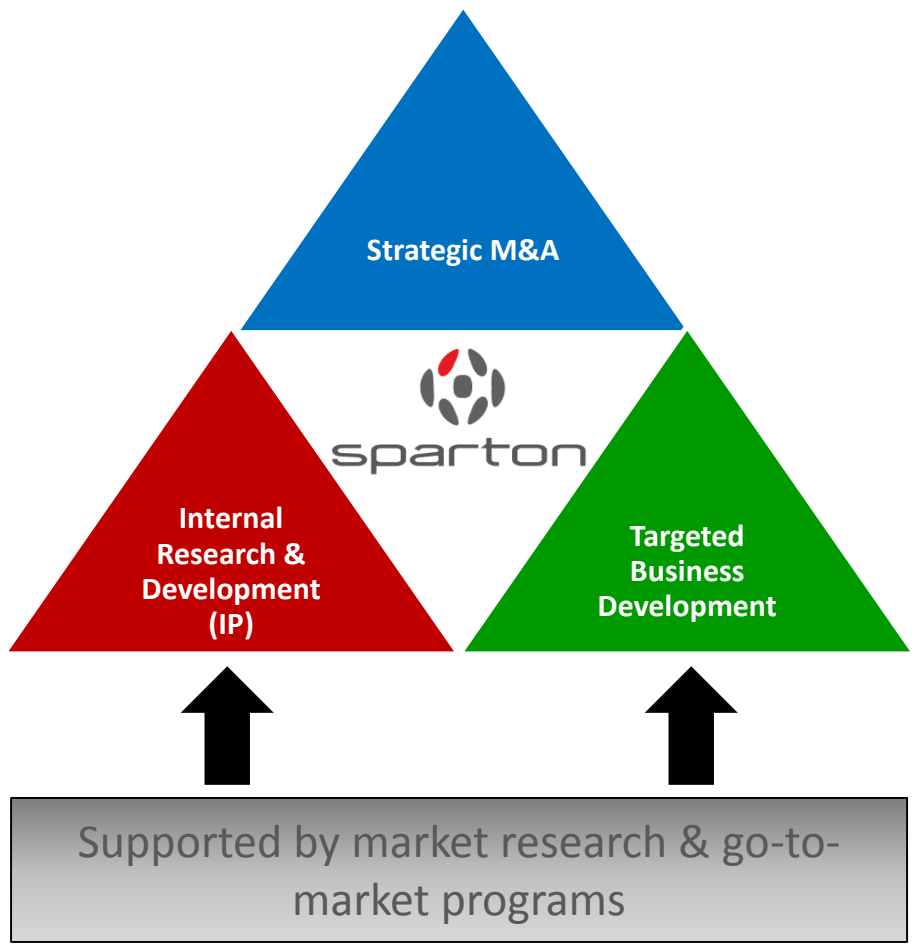 Strategic M&A
sparton
Internal
Research &
Development
(IP)
Targeted
Business
Development
Supported by market research & go-to-
market programs